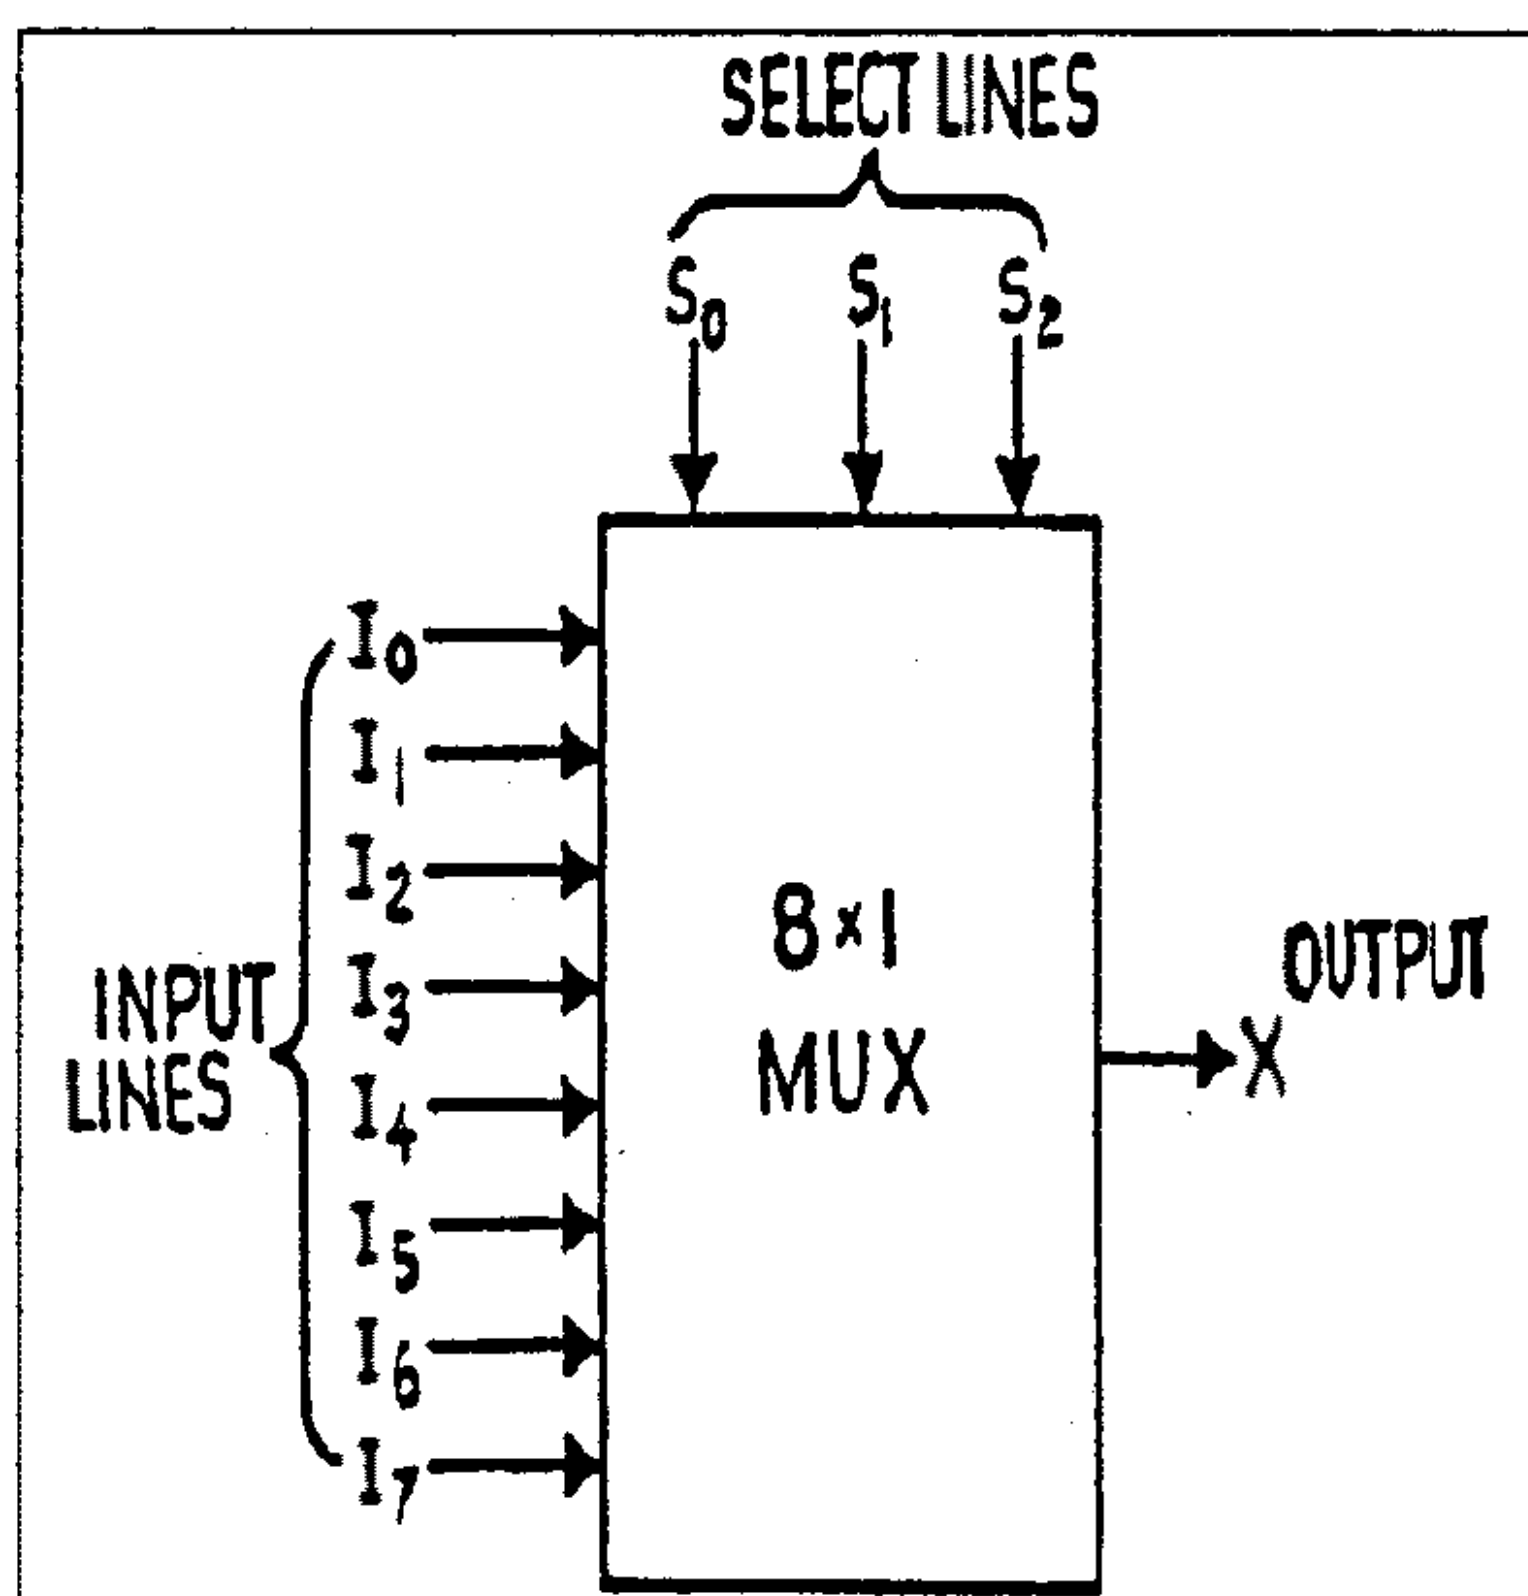 SELECT LINES
S₀ S₁ S₂
I₀
I₁
I₂
I₃
I₄
I₅
I₆
I₇
INPUT
LINES
8×1
MUX
OUTPUT
X